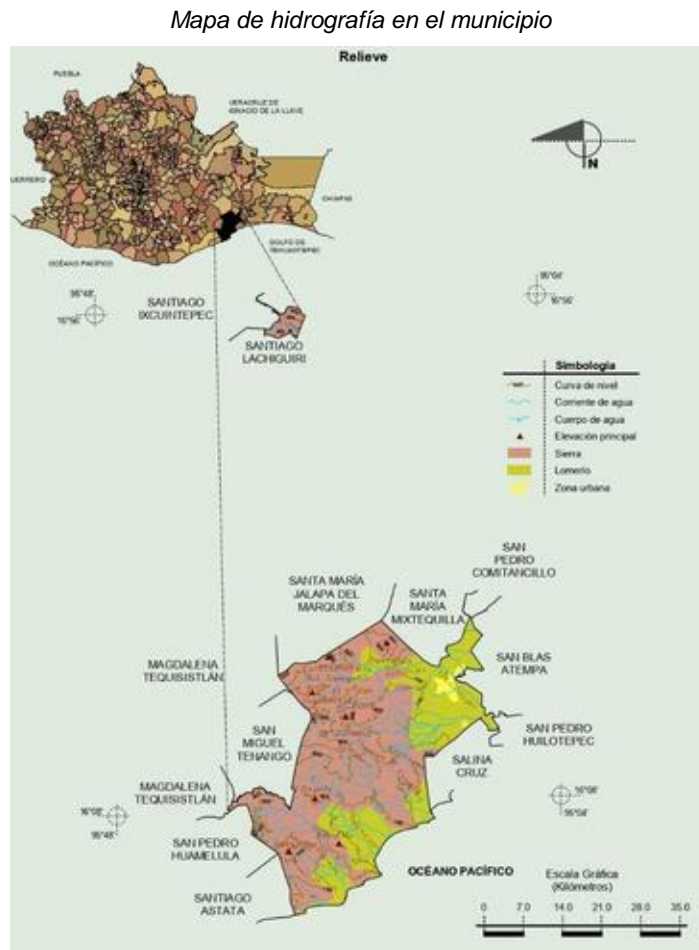 Mapa de hidrografía en el municipio
Relieve
PUEBLA
VERACRUZ DE
IGNACIO DE LA LLAVE
GUERRERO
CHIAPAS
GOLFO DE
TEHUANTEPEC
OCÉANO PACÍFICO
N
SANTIAGO
IXCUINTEPEC
SANTIAGO
LACHIGUIRI
Simbología
Curva de nivel
Corriente de agua
Cuerpo de agua
Elevación principal
Sierra
Lomerío
Zona urbana
SAN
PEDRO
COMITANCILLO
SANTA MARÍA
JALAPA DEL
MARQUÉS
SANTA
MARÍA
MIXTEQUILLA
MAGDALENA
TEQUISISTLÁN
SAN BLAS
ATEMPA
SAN
MIGUEL
TENANGO
SAN PEDRO
HUILOTEPEC
SALINA
CRUZ
MAGDALENA
TEQUISISTLÁN
SAN PEDRO
HUAMELULA
SANTIAGO
ASTATA
OCÉANO PACÍFICO
Escala Gráfica
(Kilómetros)
0 7.0 14.0 21.0 28.0 35.0